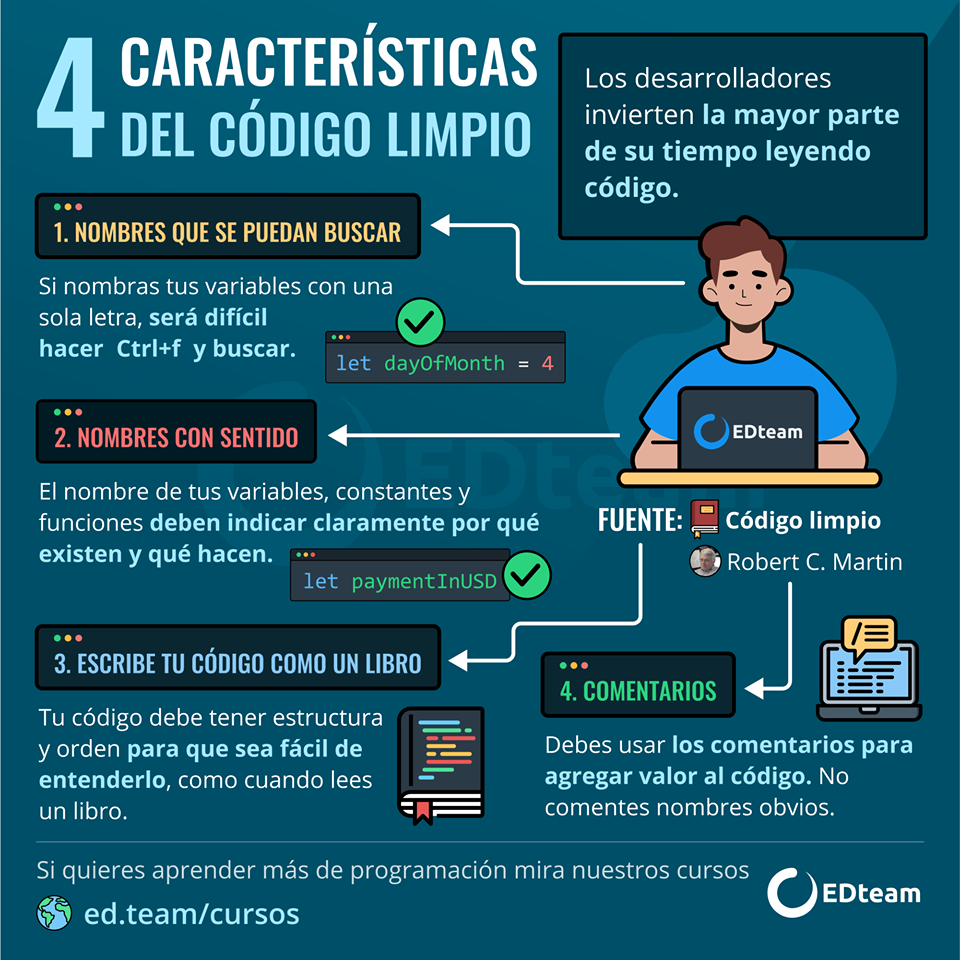 4 CARACTERÍSTICAS
DEL CÓDIGO LIMPIO
Los desarrolladores
invierten la mayor parte
de su tiempo leyendo
código.
1. NOMBRES QUE SE PUEDAN BUSCAR
Si nombras tus variables con una
sola letra, será difícil
hacer Ctrl+f y buscar.
let dayOfMonth = 4
EDteam
2. NOMBRES CON SENTIDO
El nombre de tus variables, constantes y
funciones deben indicar claramente por qué
existen y qué hacen.
let paymentInUSD
EDteam
FUENTE: Código limpio
Robert C. Martin
3. ESCRIBE TU CÓDIGO COMO UN LIBRO
Tu código debe tener estructura
y orden para que sea fácil de
entenderlo, como cuando lees
un libro.
4. COMENTARIOS
Debes usar los comentarios para
agregar valor al código. No
comentes nombres obvios.
Si quieres aprender más de programación mira nuestros cursos
ed.team/cursos
EDteam